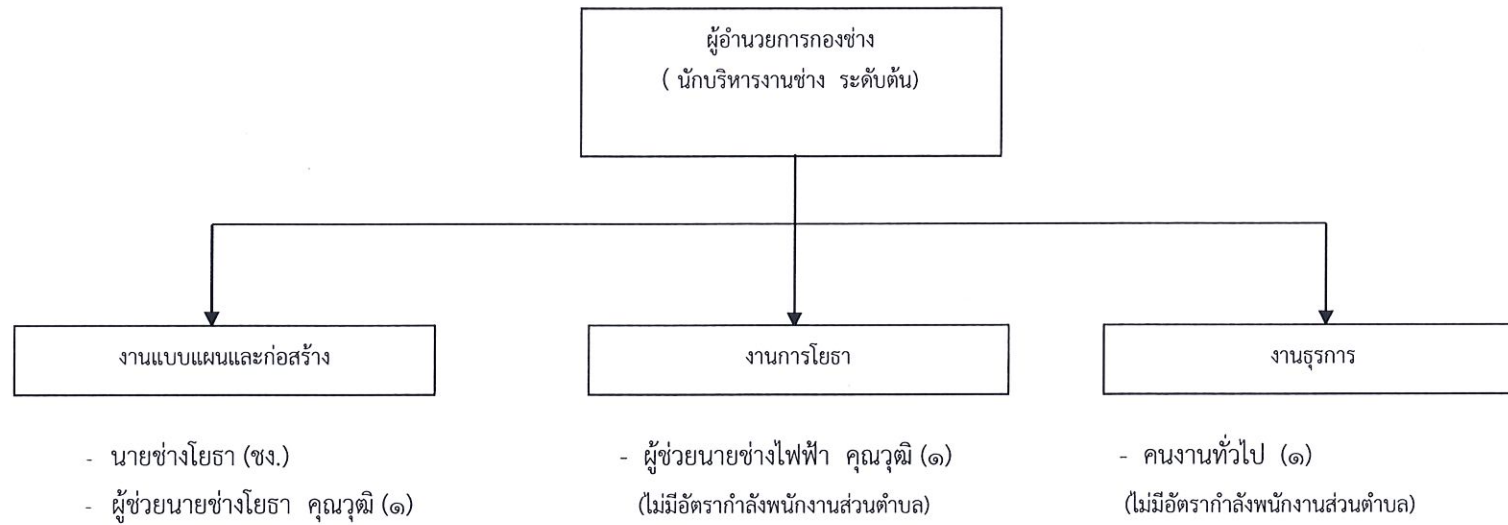 ผู้อำนวยการกองช่าง
( นักบริหารงานช่าง ระดับต้น)
งานแบบแผนและก่อสร้าง
- นายช่างโยธา (ชง.)
- ผู้ช่วยนายช่างโยธา คุณวุฒิ (๑)
งานการโยธา
- ผู้ช่วยนายช่างไฟฟ้า คุณวุฒิ (๑)
(ไม่มีอัตรากำลังพนักงานส่วนตำบล)
งานธุรการ
- คนงานทั่วไป (๑)
(ไม่มีอัตรากำลังพนักงานส่วนตำบล)